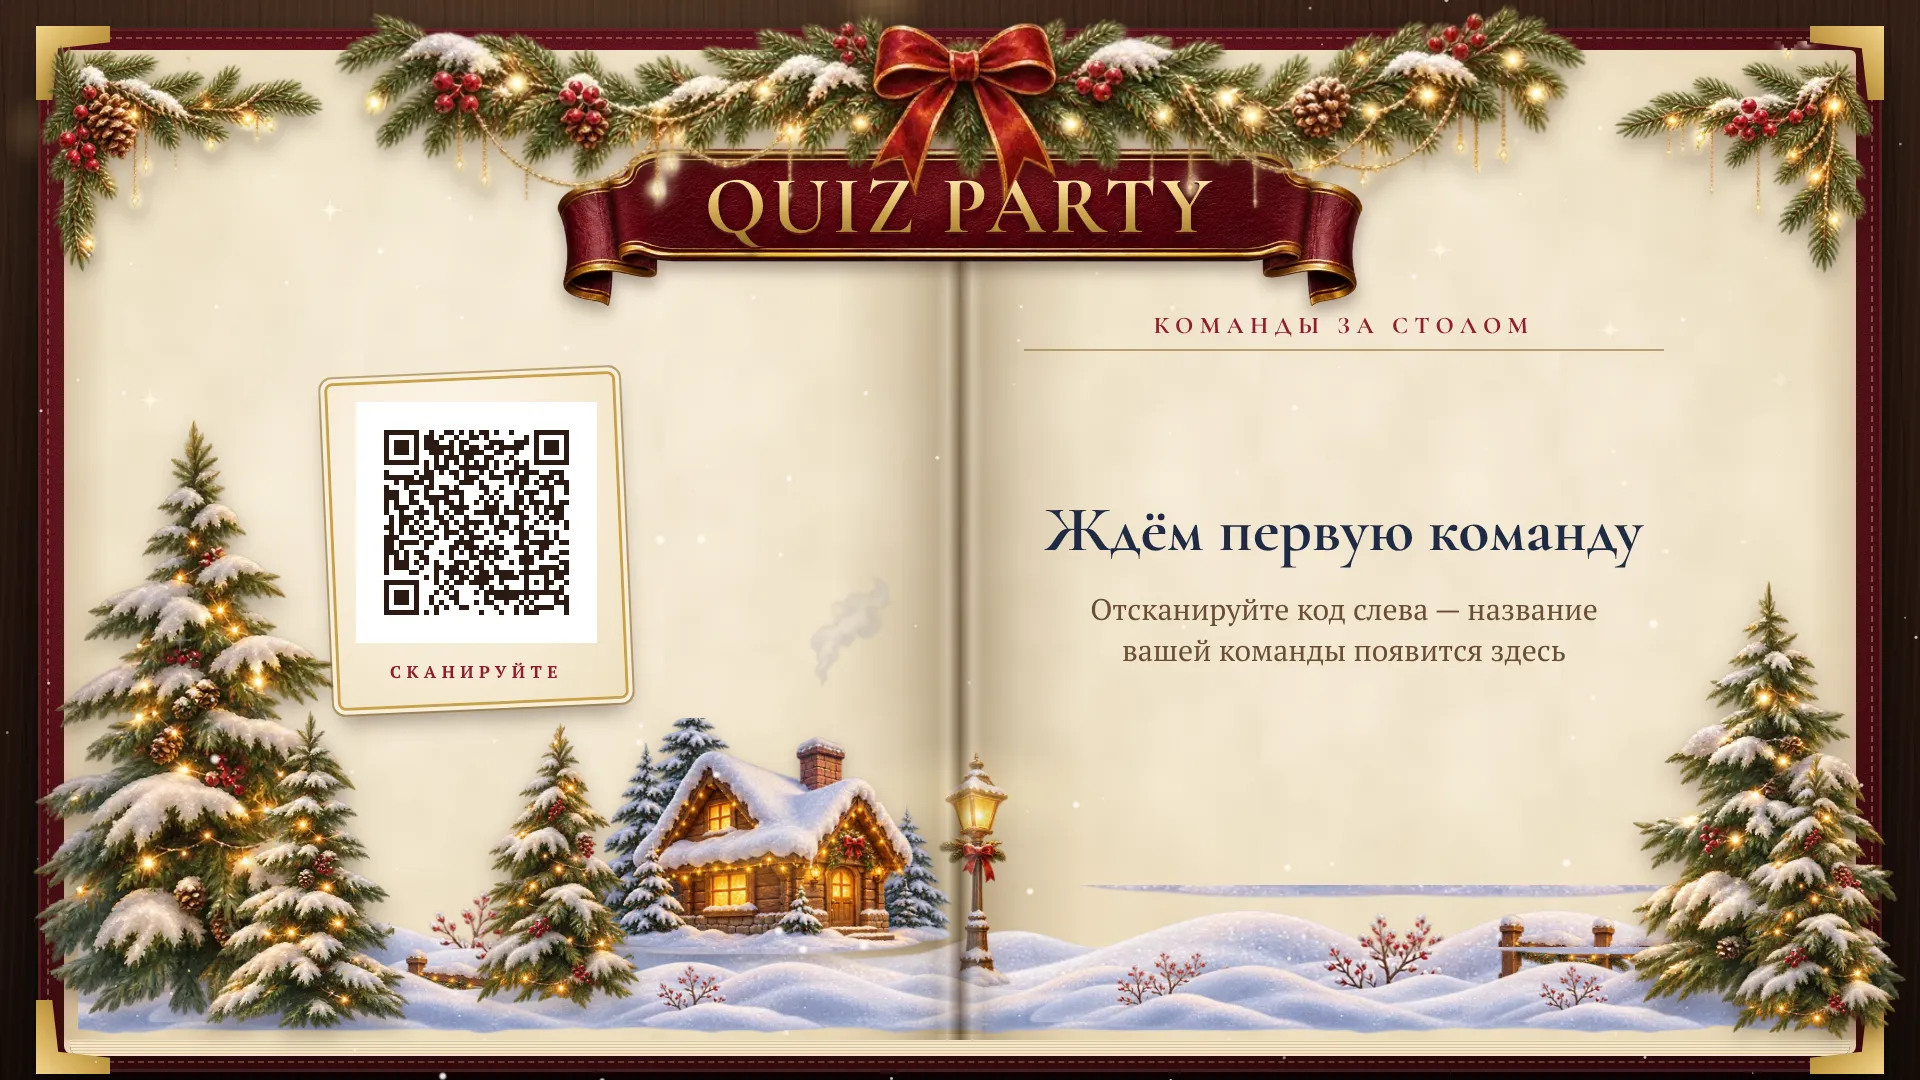 QUIZ PARTY
СКАНИРУЙТЕ
КОМАНДЫ ЗА СТОЛОМ
Ждём первую команду
Отсканируйте код слева — название
вашей команды появится здесь